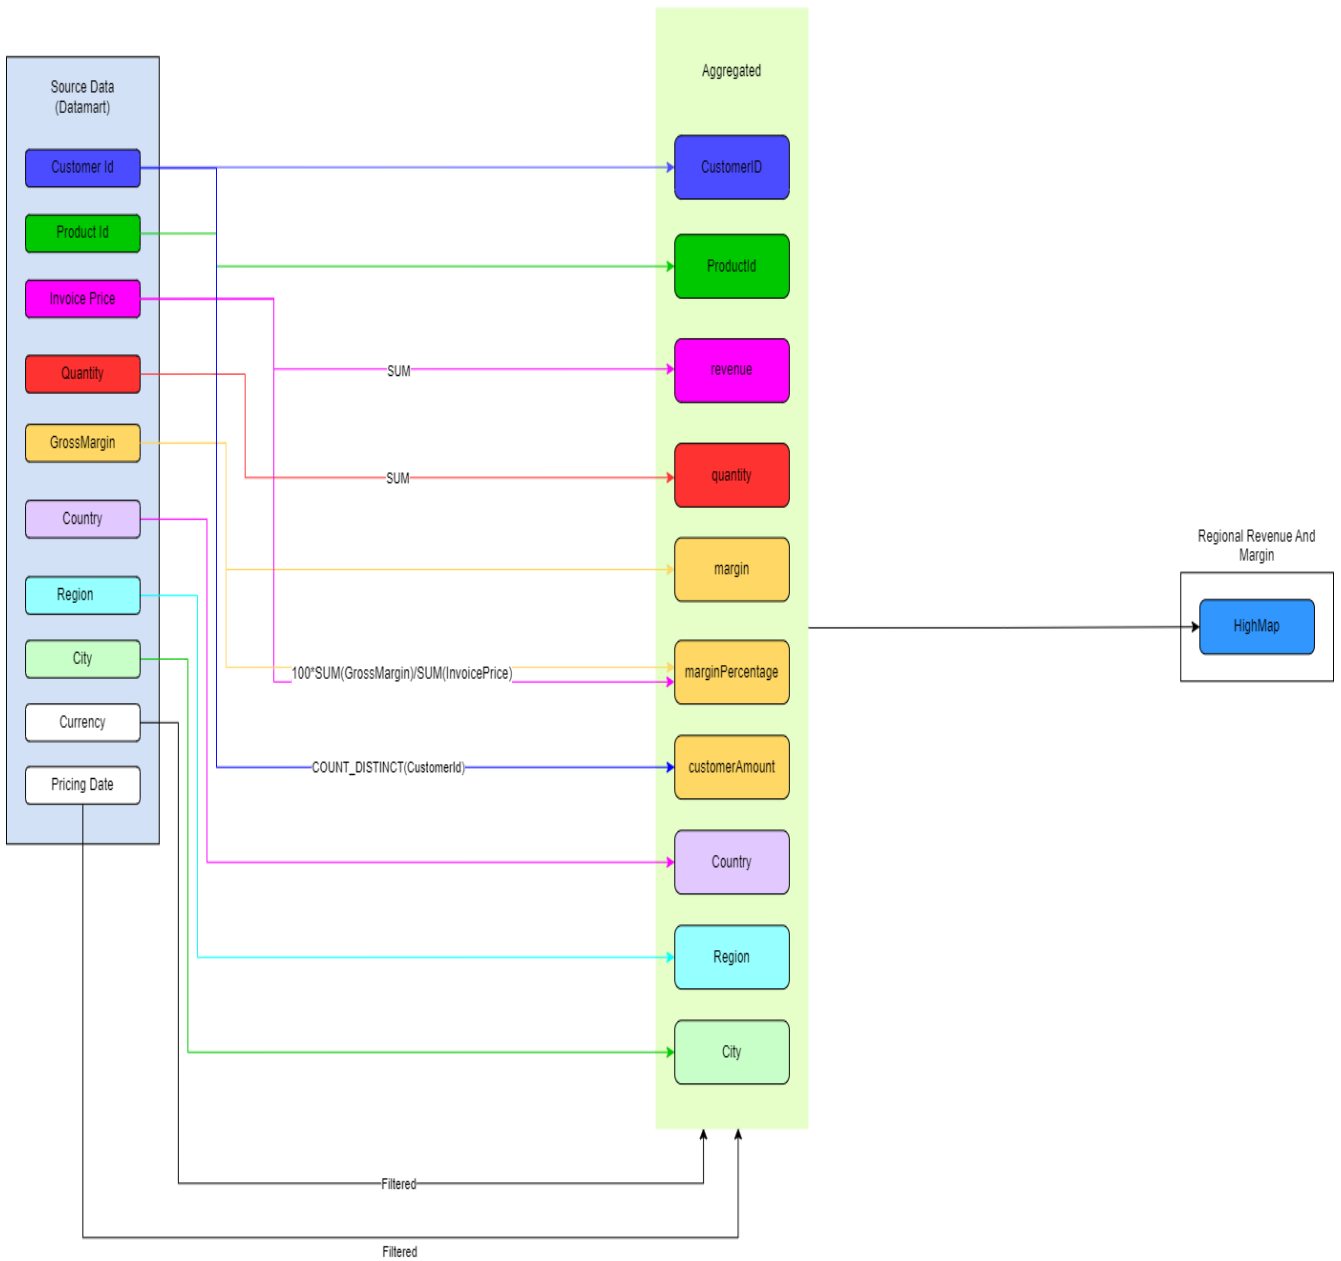 Source Data
(Datamart)
Customer Id
Product Id
Invoice Price
Quantity
GrossMargin
Country
Region
City
Currency
Pricing Date
SUM
SUM
100*SUM(GrossMargin)/SUM(InvoicePrice)
COUNT_DISTINCT(CustomerId)
Filtered
Filtered
Aggregated
CustomerID
ProductId
revenue
quantity
margin
marginPercentage
customerAmount
Country
Region
City
Regional Revenue And
Margin
HighMap